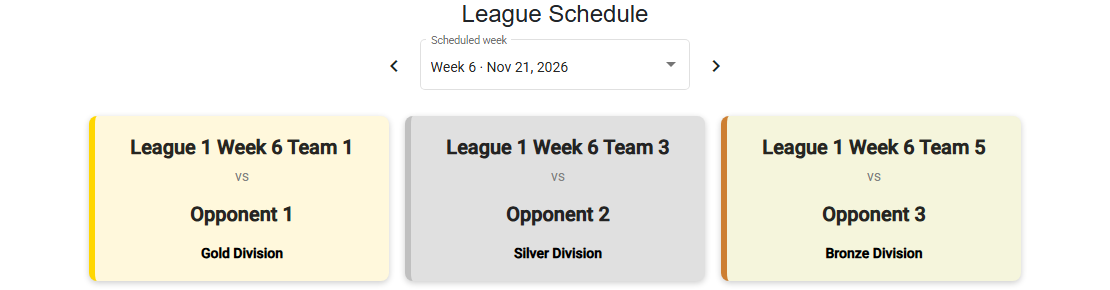 League Schedule
Scheduled week
Week 6 · Nov 21, 2026
League 1 Week 6 Team 1
vs
Opponent 1
Gold Division
League 1 Week 6 Team 3
vs
Opponent 2
Silver Division
League 1 Week 6 Team 5
vs
Opponent 3
Bronze Division